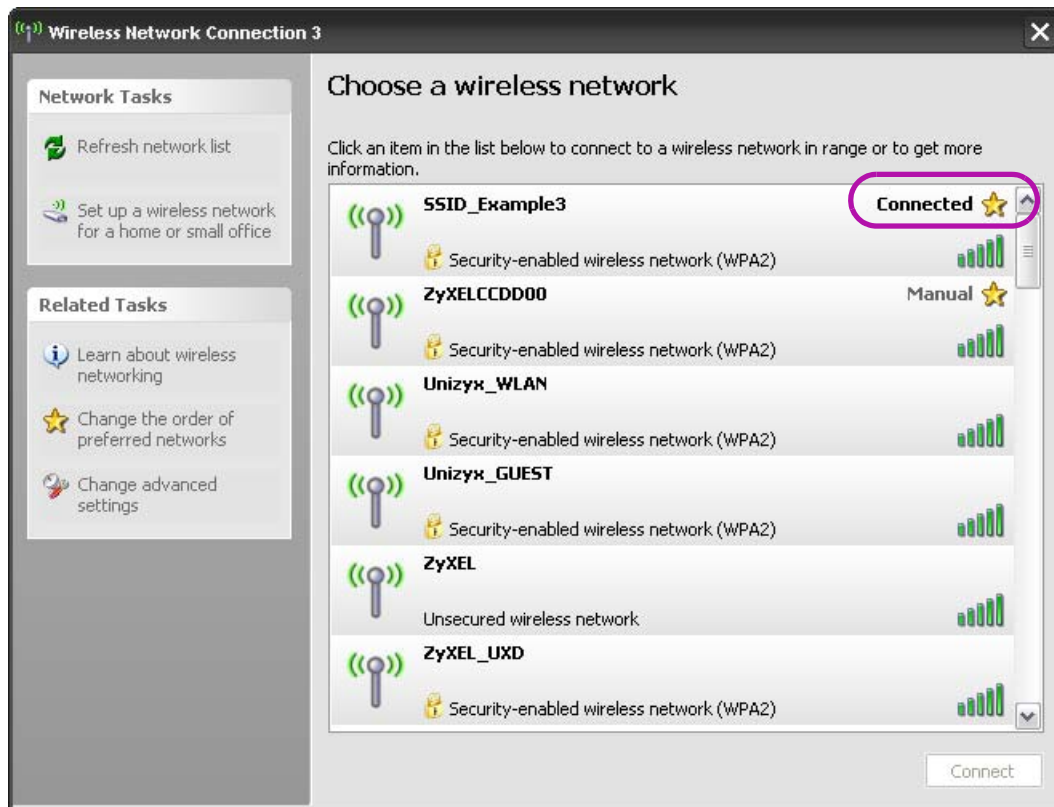 Wireless Network Connection 3
Network Tasks
Refresh network list
Set up a wireless network
for a home or small office
Related Tasks
Learn about wireless
networking
Change the order of
preferred networks
Change advanced
settings
Choose a wireless network
Click an item in the list below to connect to a wireless network in range or to get more
information.
SSID_Example3 Connected
Security-enabled wireless network (WPA2)
ZyXELCCDD00 Manual
Security-enabled wireless network (WPA2)
Unizyx_WLAN
Security-enabled wireless network (WPA2)
Unizyx_GUEST
Security-enabled wireless network (WPA2)
ZyXEL
Unsecured wireless network
ZyXEL_UXD
Security-enabled wireless network (WPA2)
Connect